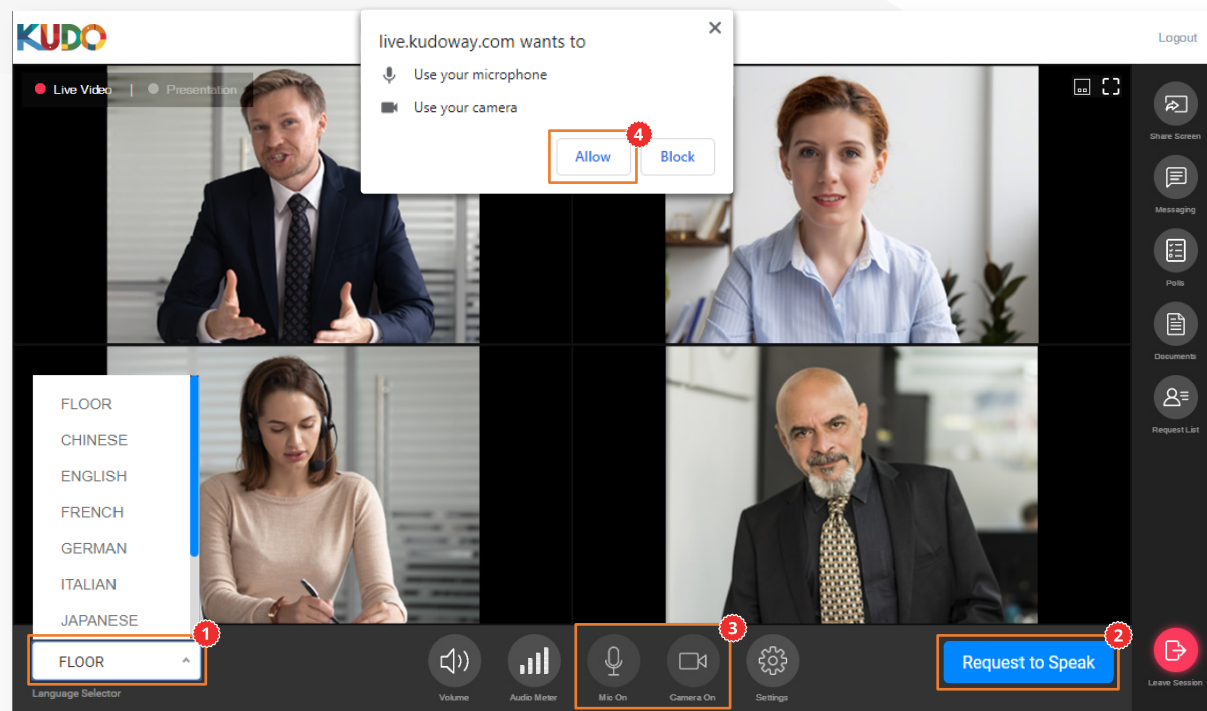 KUDO
live.kudoway.com wants to
Use your microphone
Use your camera
4
Allow
Block
Logout
Live Video | Presentation
Share Screen
Messaging
Polls
Documents
Request List
FLOOR
CHINESE
ENGLISH
FRENCH
GERMAN
ITALIAN
JAPANESE
1
FLOOR
Language Selector
Volume
Audio Meter
3
Mic On
Camera On
Settings
2
Request to Speak
Leave Session